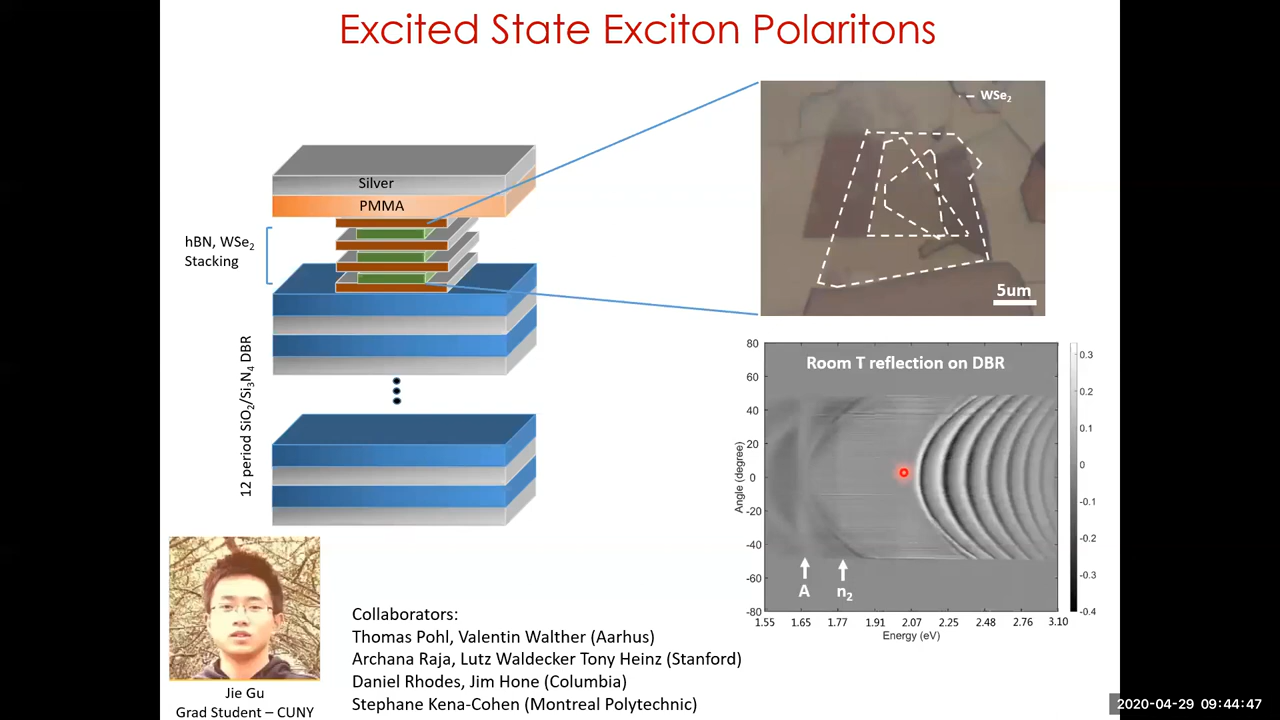 Excited State Exciton Polaritons
Silver
PMMA
hBN, WSe₂
Stacking
12 period SiO₂/Si₃N₄ DBR
WSe₂
5um
Room T reflection on DBR
80
60
40
20
0
-20
-40
-60
-80
Angle (degree)
A
n₂
1.55 1.65 1.77 1.91 2.07 2.25 2.48 2.76 3.10
Energy (eV)
0.3
0.2
0.1
0
-0.1
-0.2
-0.3
-0.4
Jie Gu
Grad Student – CUNY
Collaborators:
Thomas Pohl, Valentin Walther (Aarhus)
Archana Raja, Lutz Waldecker Tony Heinz (Stanford)
Daniel Rhodes, Jim Hone (Columbia)
Stephane Kena-Cohen (Montreal Polytechnic)
2020-04-29 09:44:47